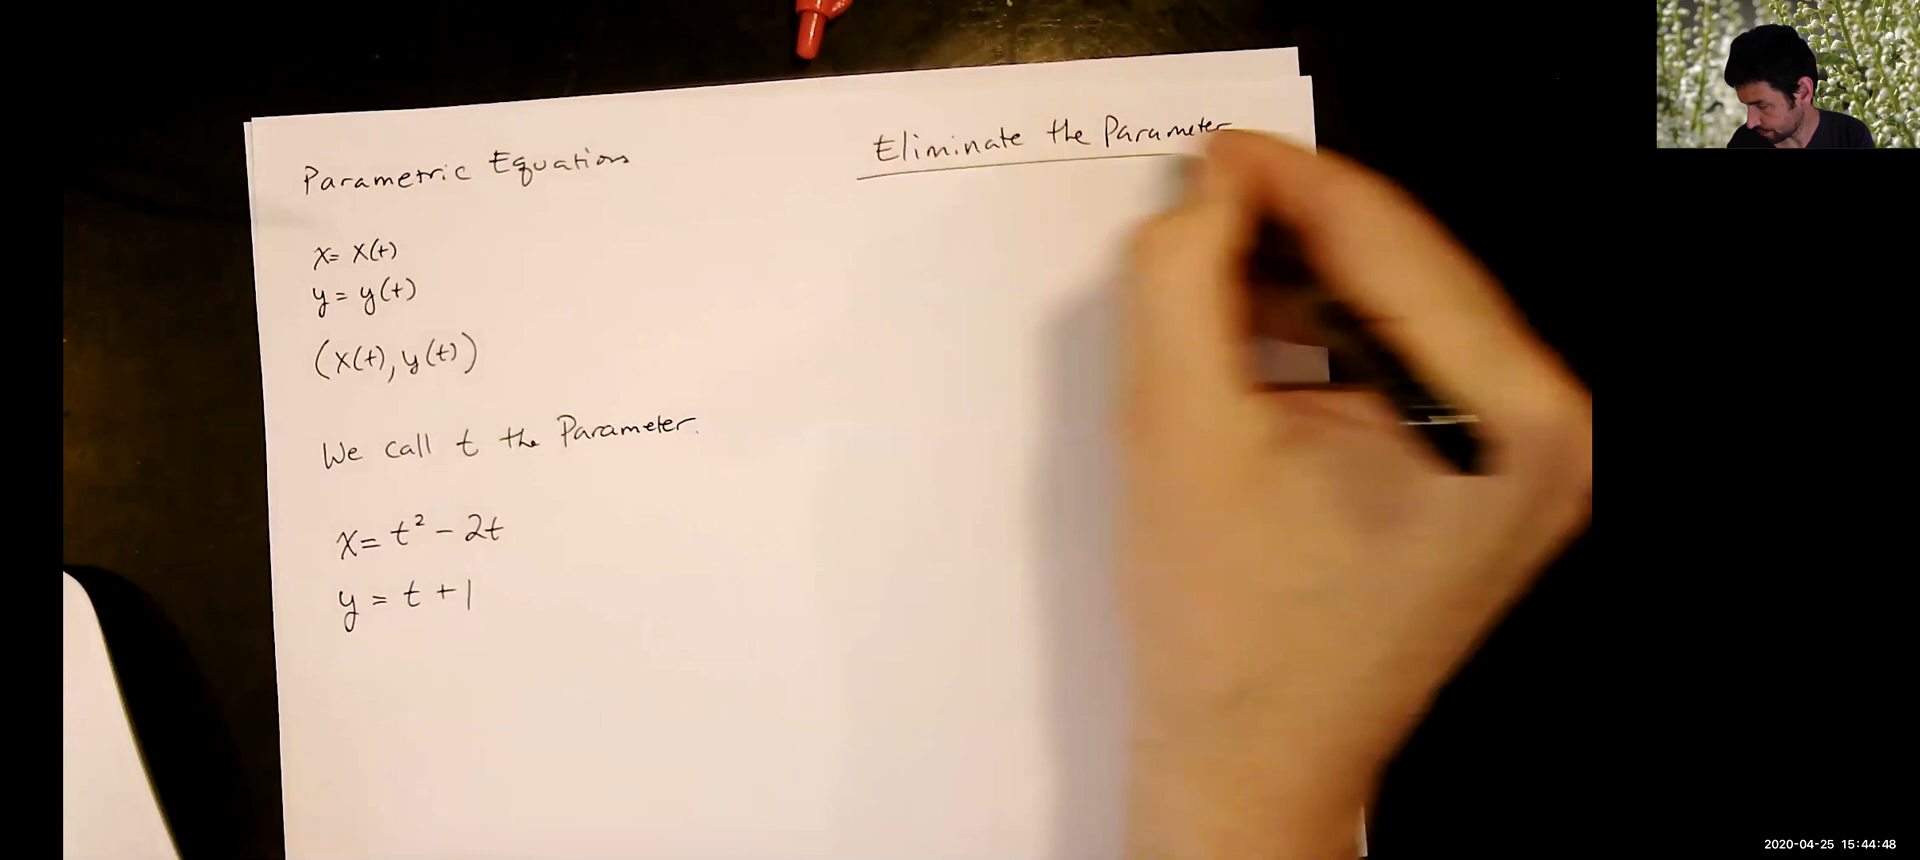 Parametric Equations
x = x(t)
y = y(t)
(x(t), y(t))
We call t the Parameter.
x = t² - 2t
y = t + 1
Eliminate the Parameter
2020-04-25 15:44:48